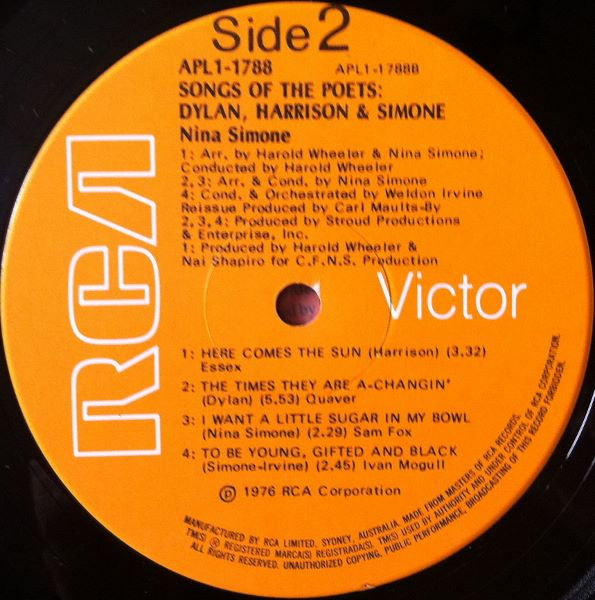 Side 2
APL1-1788 APL1-1788B
SONGS OF THE POETS:
DYLAN, HARRISON & SIMONE
Nina Simone
1: Arr. by Harold Wheeler & Nina Simone;
Conducted by Harold Wheeler
2,3: Arr. & Cond. by Nina Simone
4: Cond. & Orchestrated by Weldon Irvine
Reissue Produced by Carl Maults-By
2,3,4: Produced by Stroud Productions
& Enterprise, Inc.
1: Produced by Harold Wheeler &
Nai Shapiro for C.F.N.S. Production
RCA Victor
1: HERE COMES THE SUN (Harrison) (3.32)
Essex
2: THE TIMES THEY ARE A-CHANGIN'
(Dylan) (5.53) Quaver
3: I WANT A LITTLE SUGAR IN MY BOWL
(Nina Simone) (2.29) Sam Fox
4: TO BE YOUNG, GIFTED AND BLACK
(Simone-Irvine) (2.45) Ivan Mogull
Ⓟ 1976 RCA Corporation
MANUFACTURED BY RCA LIMITED, SYDNEY, AUSTRALIA, MADE FROM MASTERS OF RCA RECORDS.
TM(S) ® REGISTERED MARCA(S) REGISTRADA(S). TM(S) USED BY AUTHORITY AND UNDER CONTROL OF RCA CORPORATION.
ALL RIGHTS RESERVED. UNAUTHORIZED COPYING, PUBLIC PERFORMANCE, BROADCASTING OF THIS RECORD FORBIDDEN.